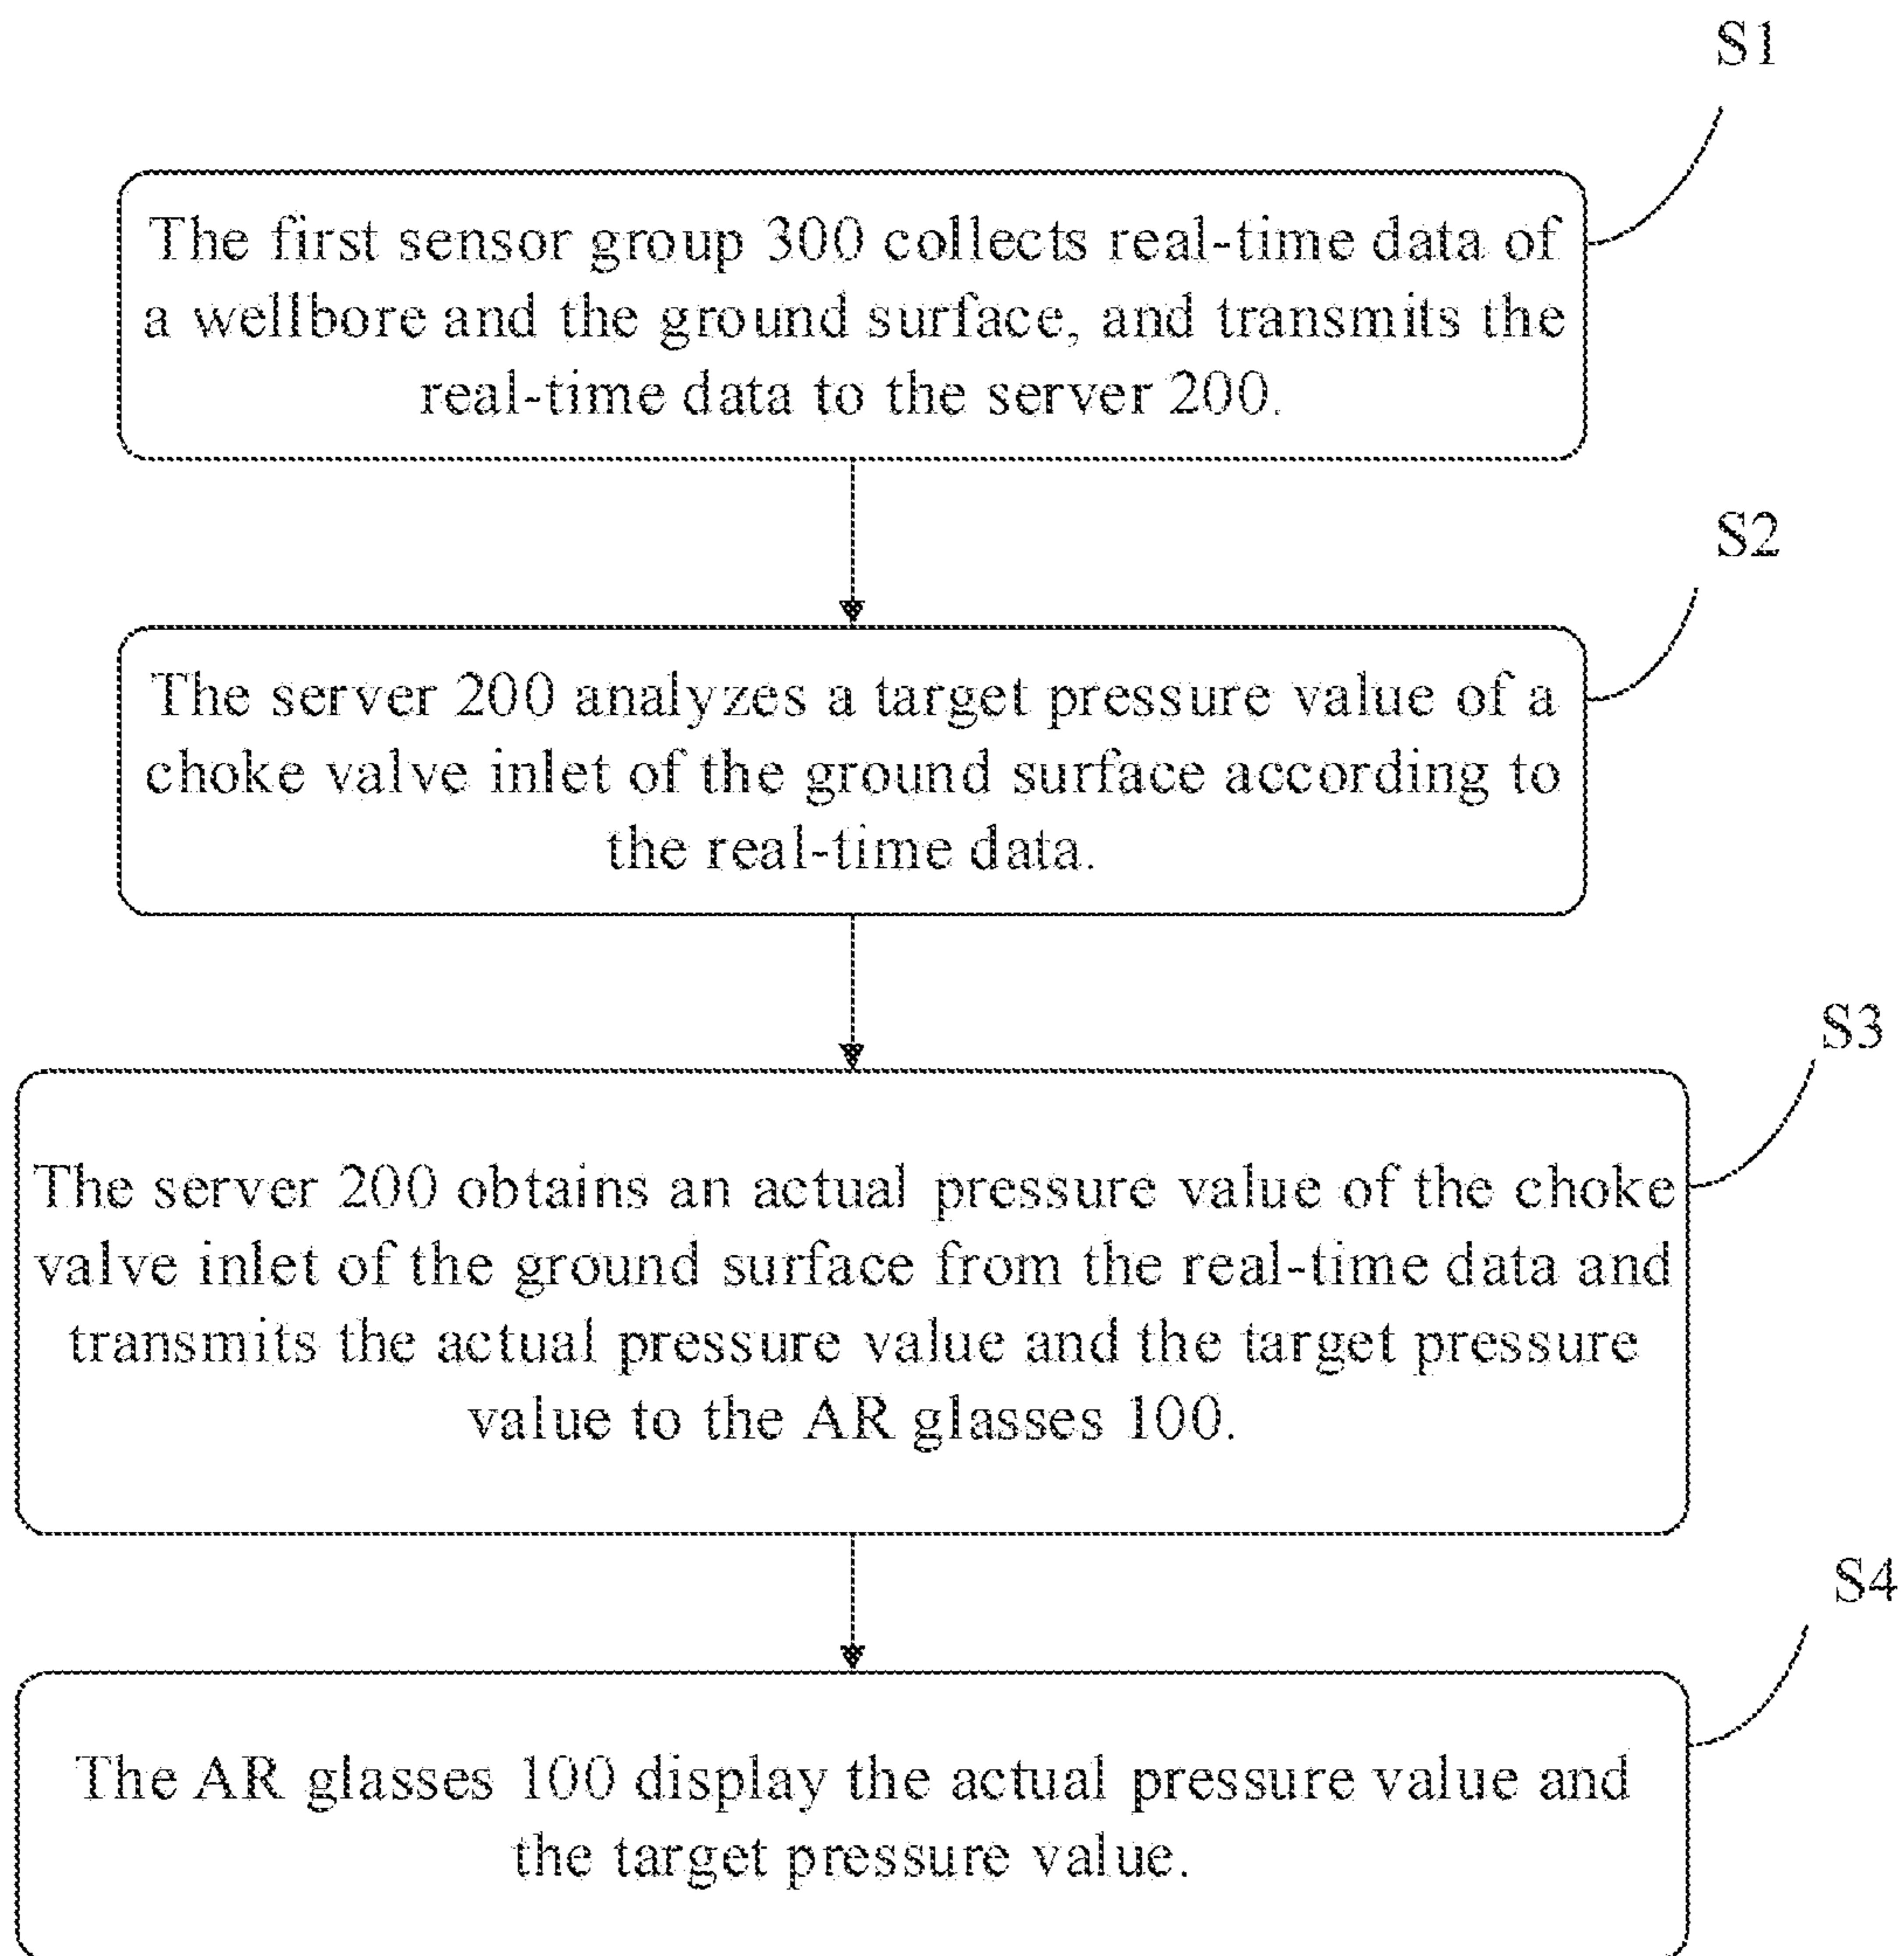 S1
The first sensor group 300 collects real-time data of
a wellbore and the ground surface, and transmits the
real-time data to the server 200.
S2
The server 200 analyzes a target pressure value of a
choke valve inlet of the ground surface according to
the real-time data.
S3
The server 200 obtains an actual pressure value of the choke
valve inlet of the ground surface from the real-time data and
transmits the actual pressure value and the target pressure
value to the AR glasses 100.
S4
The AR glasses 100 display the actual pressure value and
the target pressure value.